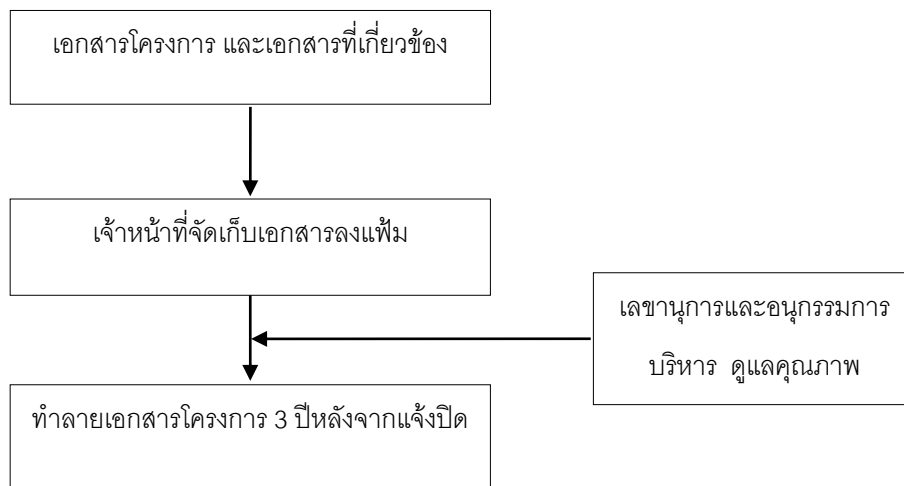 เอกสารโครงการ และเอกสารที่เกี่ยวข้อง
เจ้าหน้าที่จัดเก็บเอกสารลงแฟ้ม
เลขานุการและอนุกรรมการ
บริหาร ดูแลคุณภาพ
ทำลายเอกสารโครงการ 3 ปีหลังจากแจ้งปิด